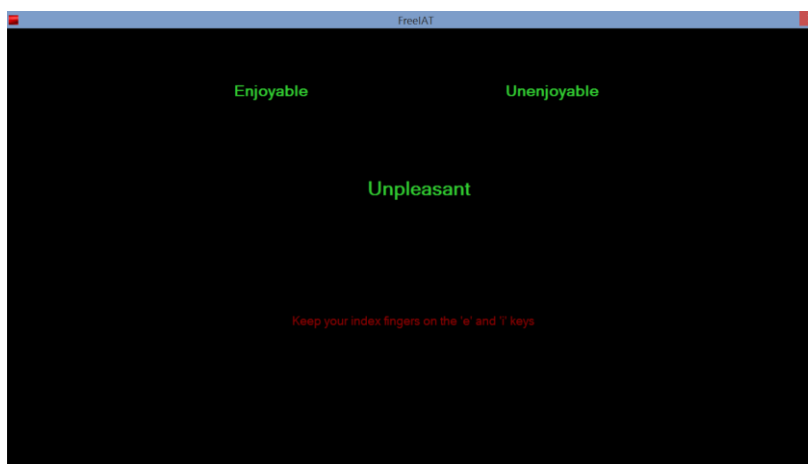 FreeIAT
Enjoyable Unenjoyable
Unpleasant
Keep your index fingers on the 'e' and 'i' keys